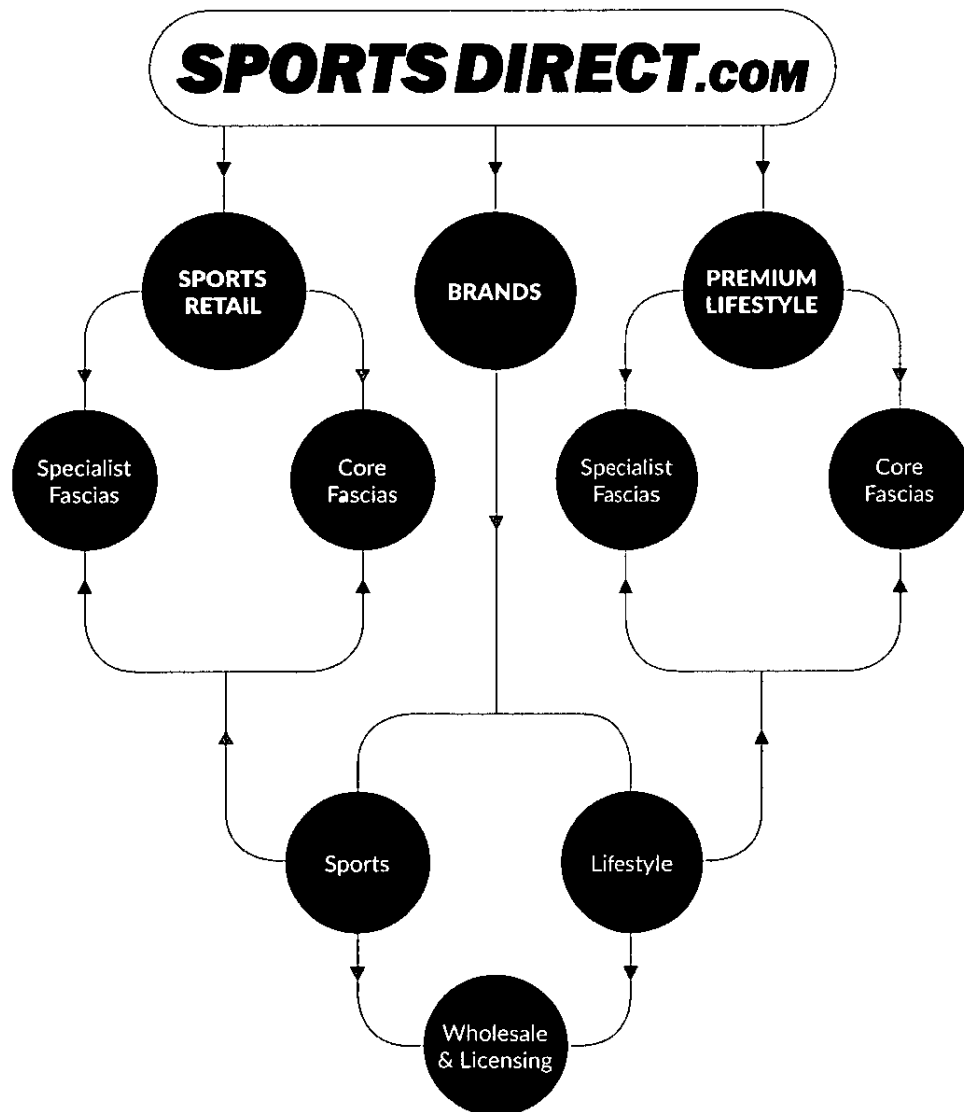 SPORTSDIRECT.COM
SPORTS
RETAIL
BRANDS
PREMIUM
LIFESTYLE
Specialist
Fascias
Core
Fascias
Specialist
Fascias
Core
Fascias
Sports
Lifestyle
Wholesale
& Licensing